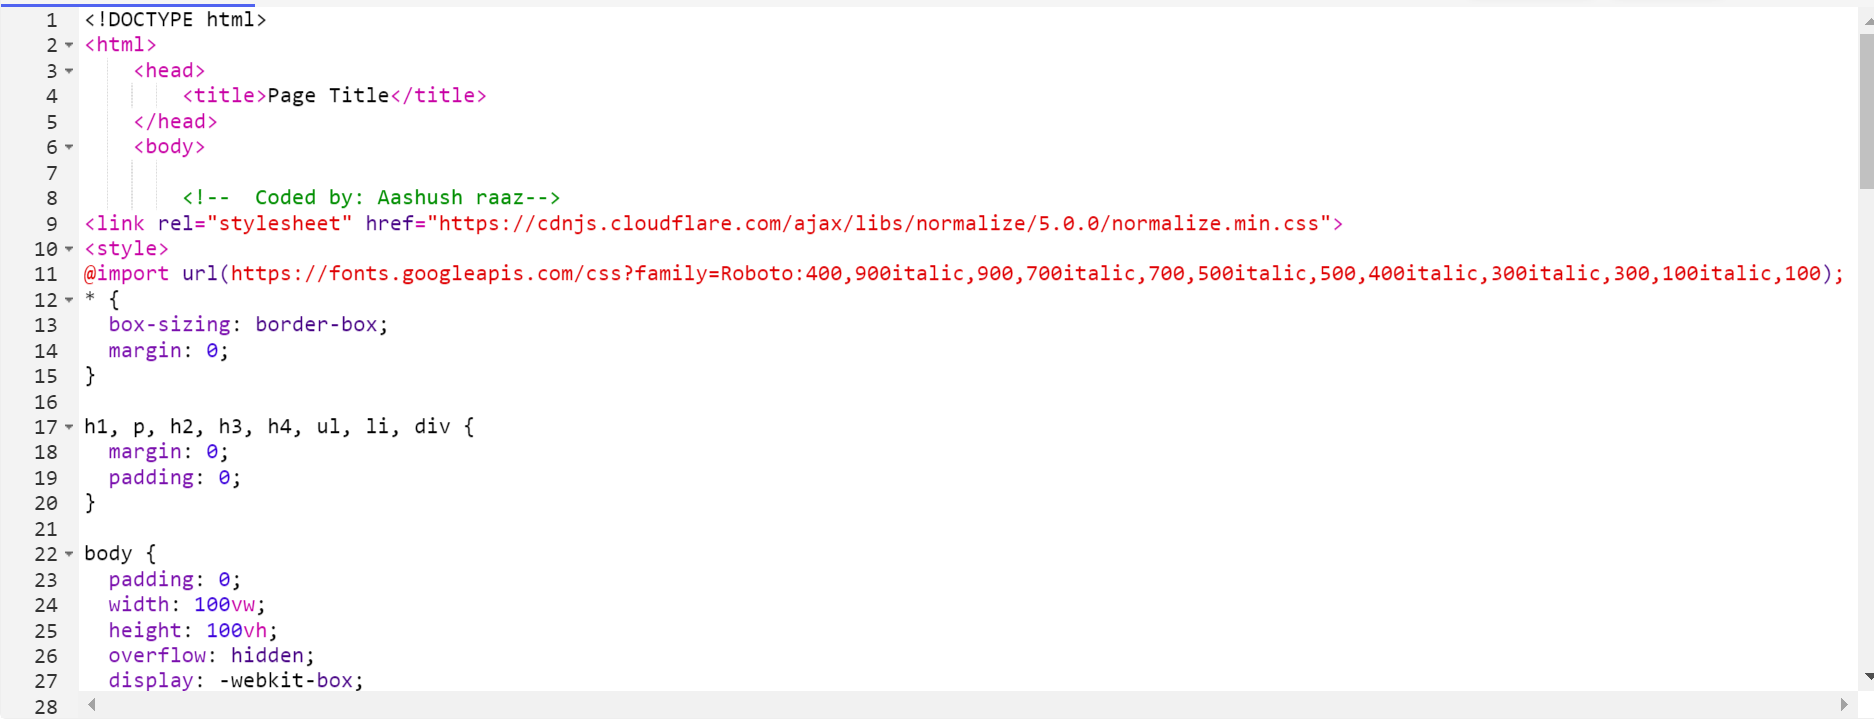 1 <!DOCTYPE html>
2 <html>
3     <head>
4         <title>Page Title</title>
5     </head>
6     <body>
7
8         <!--  Coded by: Aashush raaz-->
9 <link rel="stylesheet" href="https://cdnjs.cloudflare.com/ajax/libs/normalize/5.0.0/normalize.min.css">
10 <style>
11 @import url(https://fonts.googleapis.com/css?family=Roboto:400,900italic,900,700italic,700,500italic,500,400italic,300italic,300,100italic,100);
12 * {
13   box-sizing: border-box;
14   margin: 0;
15 }
16
17 h1, p, h2, h3, h4, ul, li, div {
18   margin: 0;
19   padding: 0;
20 }
21
22 body {
23   padding: 0;
24   width: 100vw;
25   height: 100vh;
26   overflow: hidden;
27   display: -webkit-box;
28